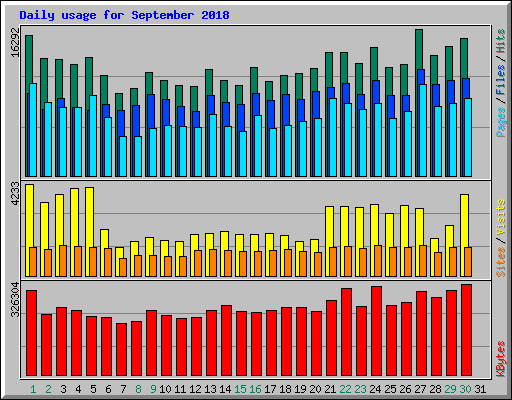 Daily usage for September 2018
16292
Pages / Files / Hits
4233
Sites / Visits
326304
KBytes
1 2 3 4 5 6 7 8 9 10 11 12 13 14 15 16 17 18 19 20 21 22 23 24 25 26 27 28 29 30 31